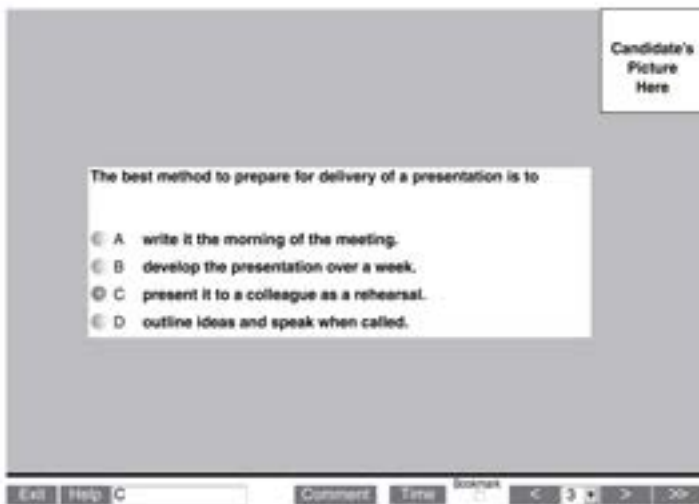 Candidate's
Picture
Here
The best method to prepare for delivery of a presentation is to
A write it the morning of the meeting.
B develop the presentation over a week.
C present it to a colleague as a rehearsal.
D outline ideas and speak when called.
Bookmark
Exit Help C Comment Time < 3 > >>